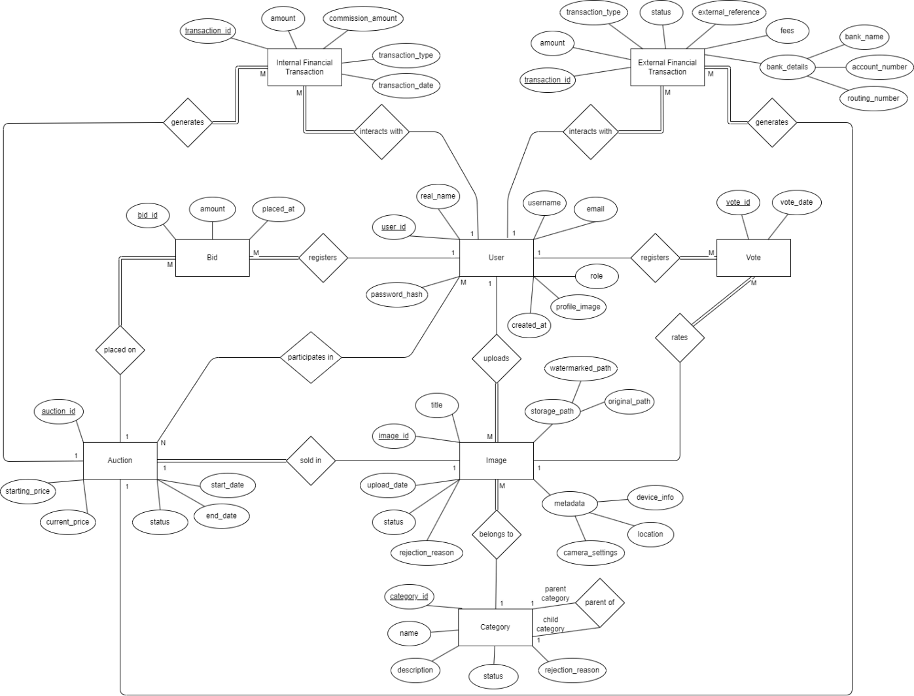 transaction_id
amount
commission_amount
Internal Financial
Transaction
transaction_type
transaction_date
M
M
generates
interacts with
transaction_type
status
external_reference
fees
amount
transaction_id
External Financial
Transaction
bank_details
bank_name
account_number
routing_number
M
M
interacts with
generates
bid_id
amount
placed_at
Bid
M
M
registers
1
real_name
user_id
username
email
1
1
User
1
registers
M
vote_id
vote_date
Vote
M
password_hash
M
1
role
profile_image
created_at
placed on
participates in
uploads
rates
watermarked_path
original_path
storage_path
auction_id
1
N
title
image_id
M
1
Auction
1
sold in
1
Image
1
starting_price
current_price
1
status
start_date
end_date
upload_date
status
rejection_reason
M
metadata
device_info
location
camera_settings
belongs to
category_id
1
name
description
Category
status
rejection_reason
1
parent
category
child
category
1
parent of